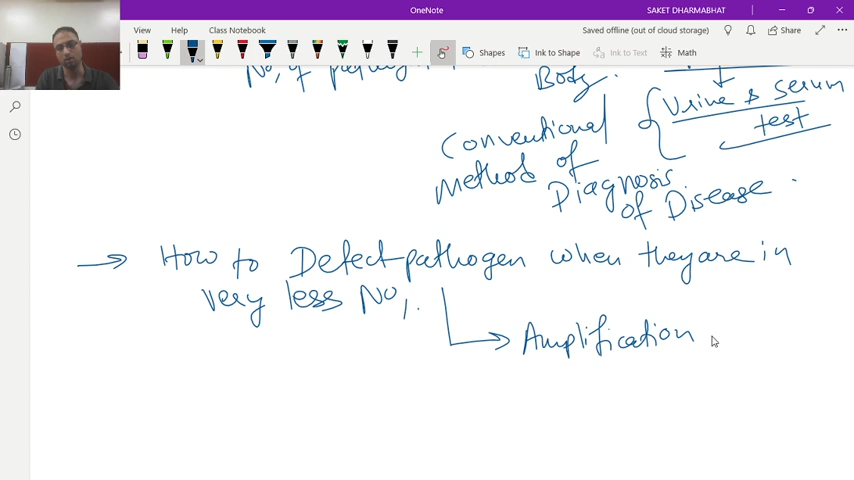 OneNote
SAKET DHARMABHAT
View Help Class Notebook
Saved offline (out of cloud storage)
Share
Shapes
Ink to Shape
Ink to Text
Math
No, of
Body.
Urine & serum
test
Conventional
method of
Diagnosis
of Disease.
→ How to Detect pathogen when they are in
very less No,.
→ Amplification